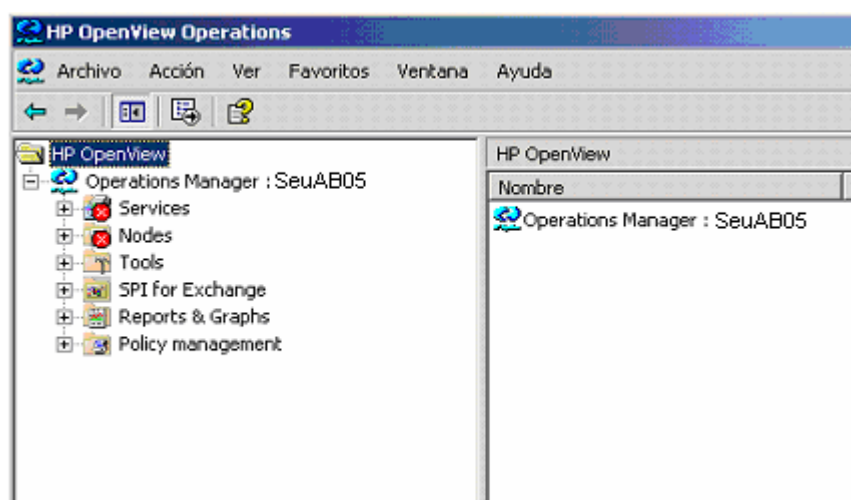 HP OpenView Operations
Archivo Acción Ver Favoritos Ventana Ayuda
HP OpenView
Operations Manager : SeuAB05
Services
Nodes
Tools
SPI for Exchange
Reports & Graphs
Policy management
HP OpenView
Nombre
Operations Manager : SeuAB05